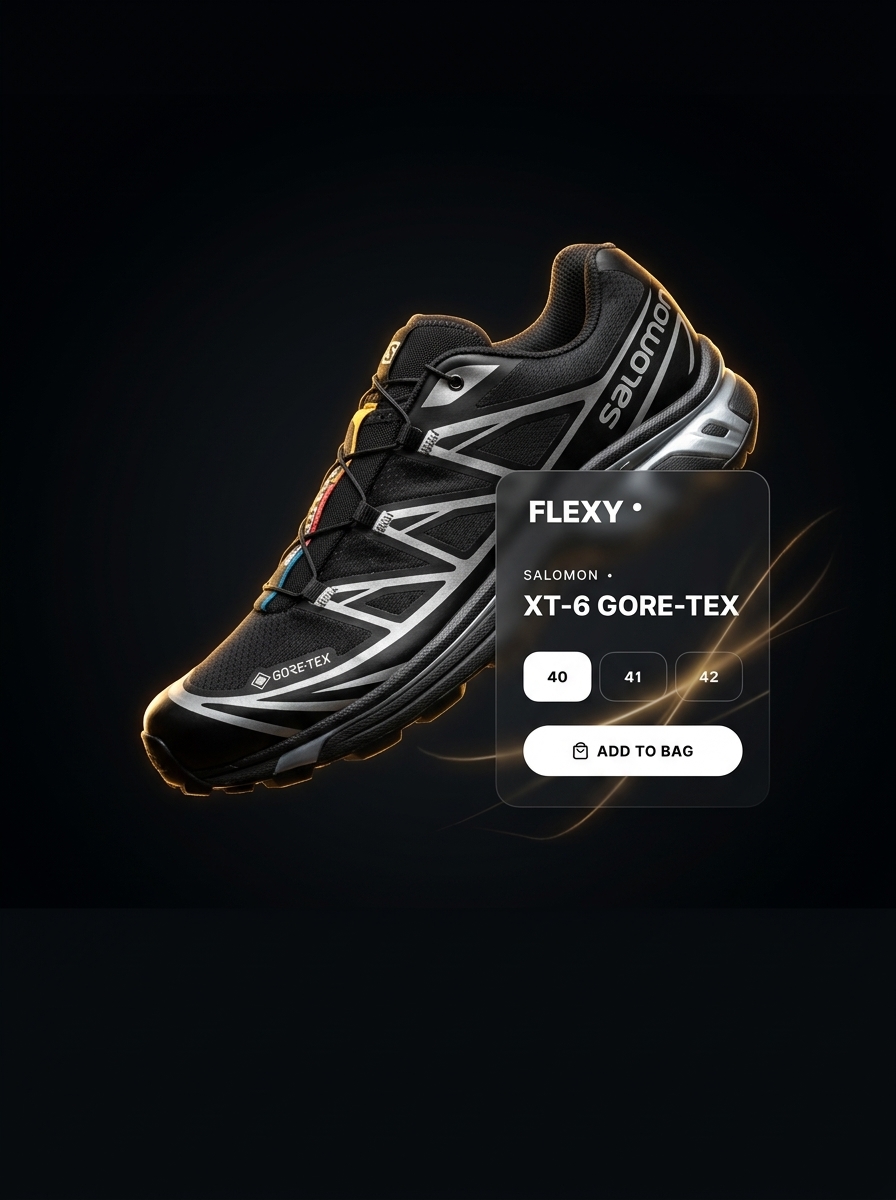 salomon
GORE-TEX
FLEXY •
SALOMON •
XT-6 GORE-TEX
40
41
42
ADD TO BAG